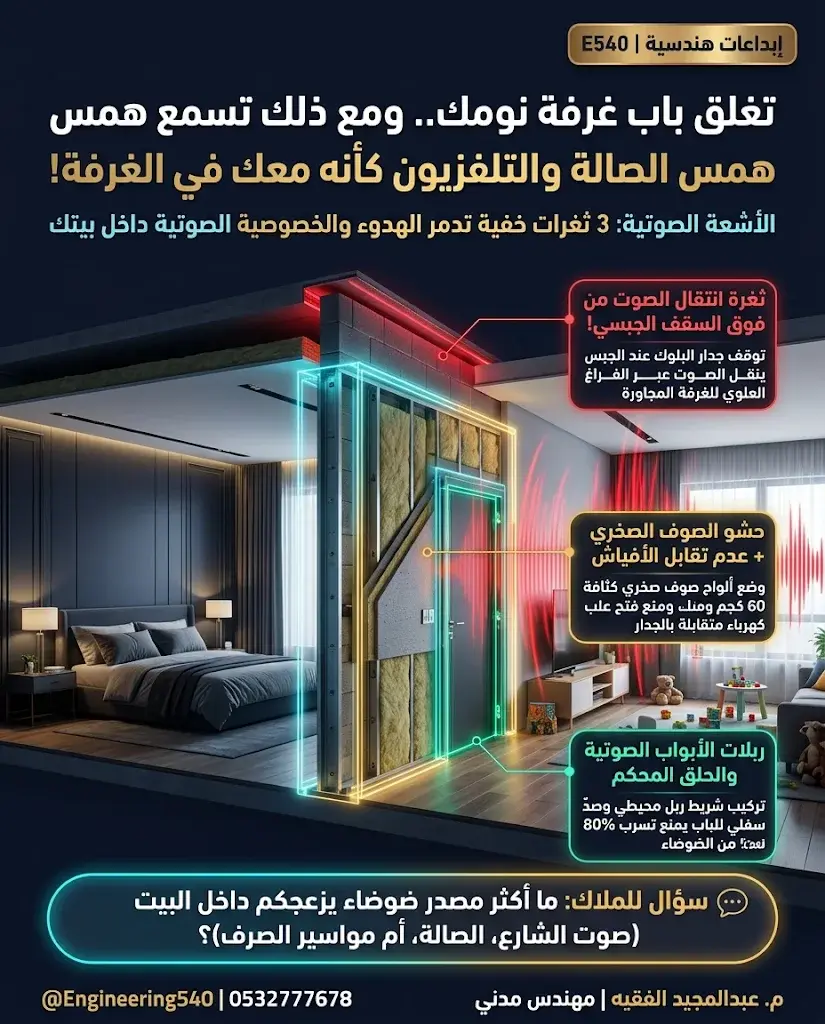 إبداعات هندسية | E540
تغلق باب غرفة نومك.. ومع ذلك تسمع همس
همس الصالة والتلفزيون كأنه معك في الغرفة!
الأشعة الصوتية: 3 ثغرات خفية تدمر الهدوء والخصوصية الصوتية داخل بيتك
ثغرة انتقال الصوت من
فوق السقف الجبسي!
توقف جدار البلوك عند الجبس
ينقل الصوت عبر الفراغ
العلوي للغرفة المجاورة
حشو الصوف الصخري
+ عدم تقابل الأفياش
وضع ألواح صوف صخري كثافة
60 كجم ومنع فتح علب
كهرباء متقابلة بالجدار
ربلات الأبواب الصوتية
والحلق المحكم
تركيب شريط ربل محيطي وصدّ
سفلي للباب يمنع تسرب 80%
من الضوضاء
سؤال للملاك: ما أكثر مصدر ضوضاء يزعجكم داخل البيت
(صوت الشارع، الصالة، أم مواسير الصرف)؟
م. عبدالمجيد الفقيه | مهندس مدني
@Engineering540 | 0532777678